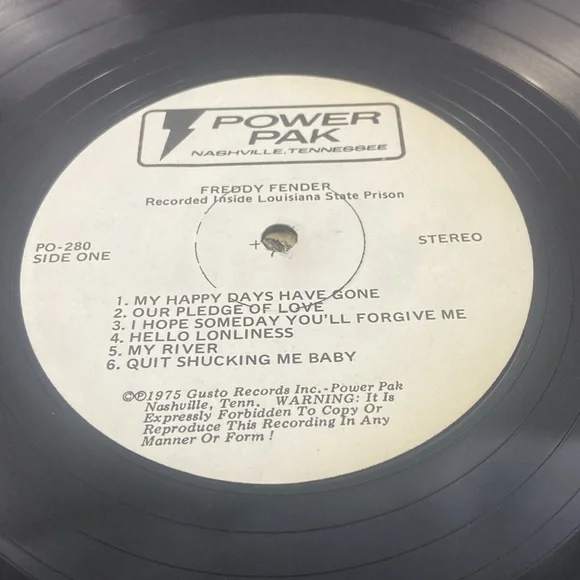 POWER
PAK
NASHVILLE, TENNESSEE
FREDDY FENDER
Recorded Inside Louisiana State Prison
PO-280
SIDE ONE
STEREO
1. MY HAPPY DAYS HAVE GONE
2. OUR PLEDGE OF LOVE
3. I HOPE SOMEDAY YOU'LL FORGIVE ME
4. HELLO LONLINESS
5. MY RIVER
6. QUIT SHUCKING ME BABY
©℗1975 Gusto Records Inc.-Power Pak
Nashville, Tenn. WARNING: It Is
Expressly Forbidden To Copy Or
Reproduce This Recording In Any
Manner Or Form !